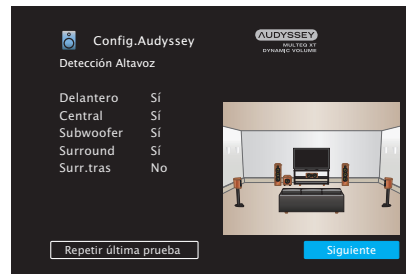 Config.Audyssey
AUDYSSEY
MULTEQ XT
DYNAMIC VOLUME
Detección Altavoz
Delantero Sí
Central Sí
Subwoofer Sí
Surround Sí
Surr.tras No
Repetir última prueba
Siguiente